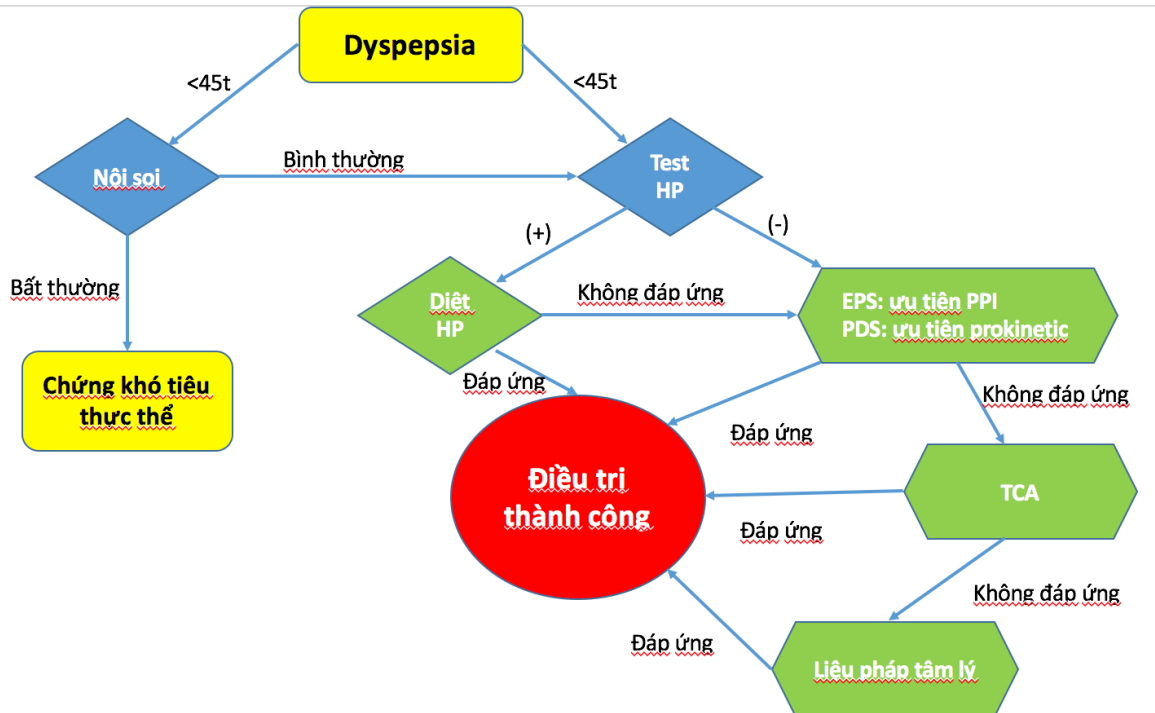 Dyspepsia
<45t
<45t
Nội soi
Bình thường
Test
HP
(+)
(-)
Bất thường
Diệt
HP
Không đáp ứng
EPS: ưu tiên PPI
PDS: ưu tiên prokinetic
Chứng khó tiêu
thực thể
Đáp ứng
Không đáp ứng
Đáp ứng
Điều trị
thành công
TCA
Đáp ứng
Không đáp ứng
Đáp ứng
Liệu pháp tâm lý